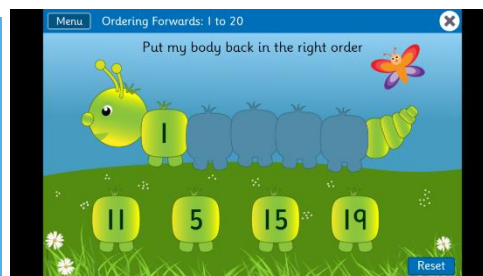 Menu Ordering Forwards: 1 to 20
Put my body back in the right order
1
11 5 15 19
Reset